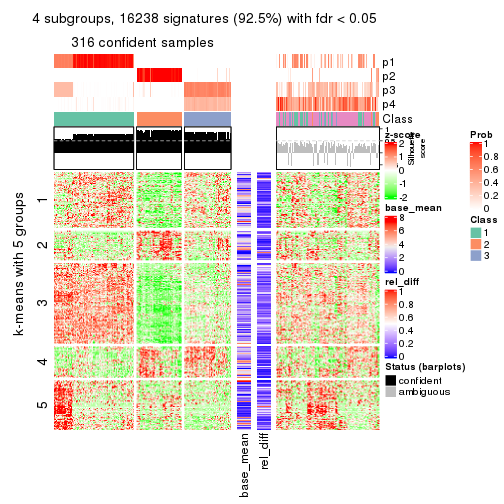 4 subgroups, 16238 signatures (92.5%) with fdr < 0.05
316 confident samples
p1
p2
p3
p4
Class
1
Silhouette
score
k-means with 5 groups
1
2
3
4
5
base_mean
rel_diff
z-score
2
1
0
-1
-2
base_mean
8
6
4
2
0
rel_diff
1
0.8
0.6
0.4
0.2
0
Status (barplots)
confident
ambiguous
Prob
1
0.8
0.6
0.4
0.2
0
Class
1
2
3